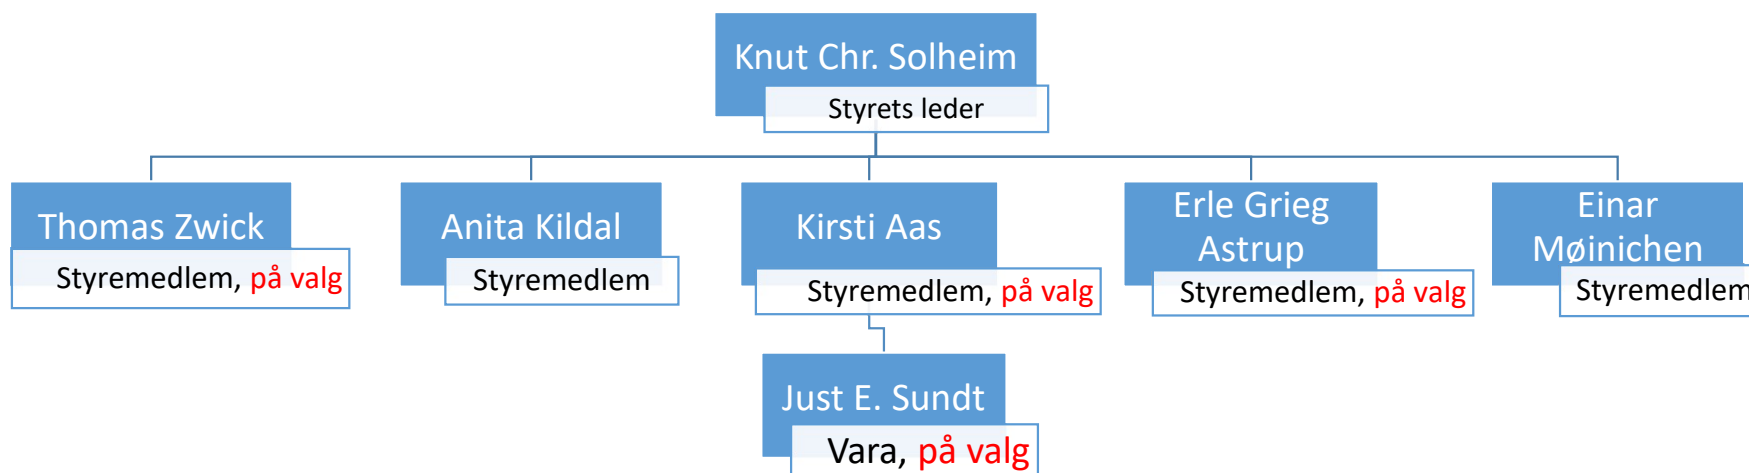 Knut Chr. Solheim
Styrets leder
Thomas Zwick
Styremedlem, på valg
Anita Kildal
Styremedlem
Kirsti Aas
Styremedlem, på valg
Erle Grieg
Astrup
Styremedlem, på valg
Einar
Møinichen
Styremedlem
Just E. Sundt
Vara, på valg